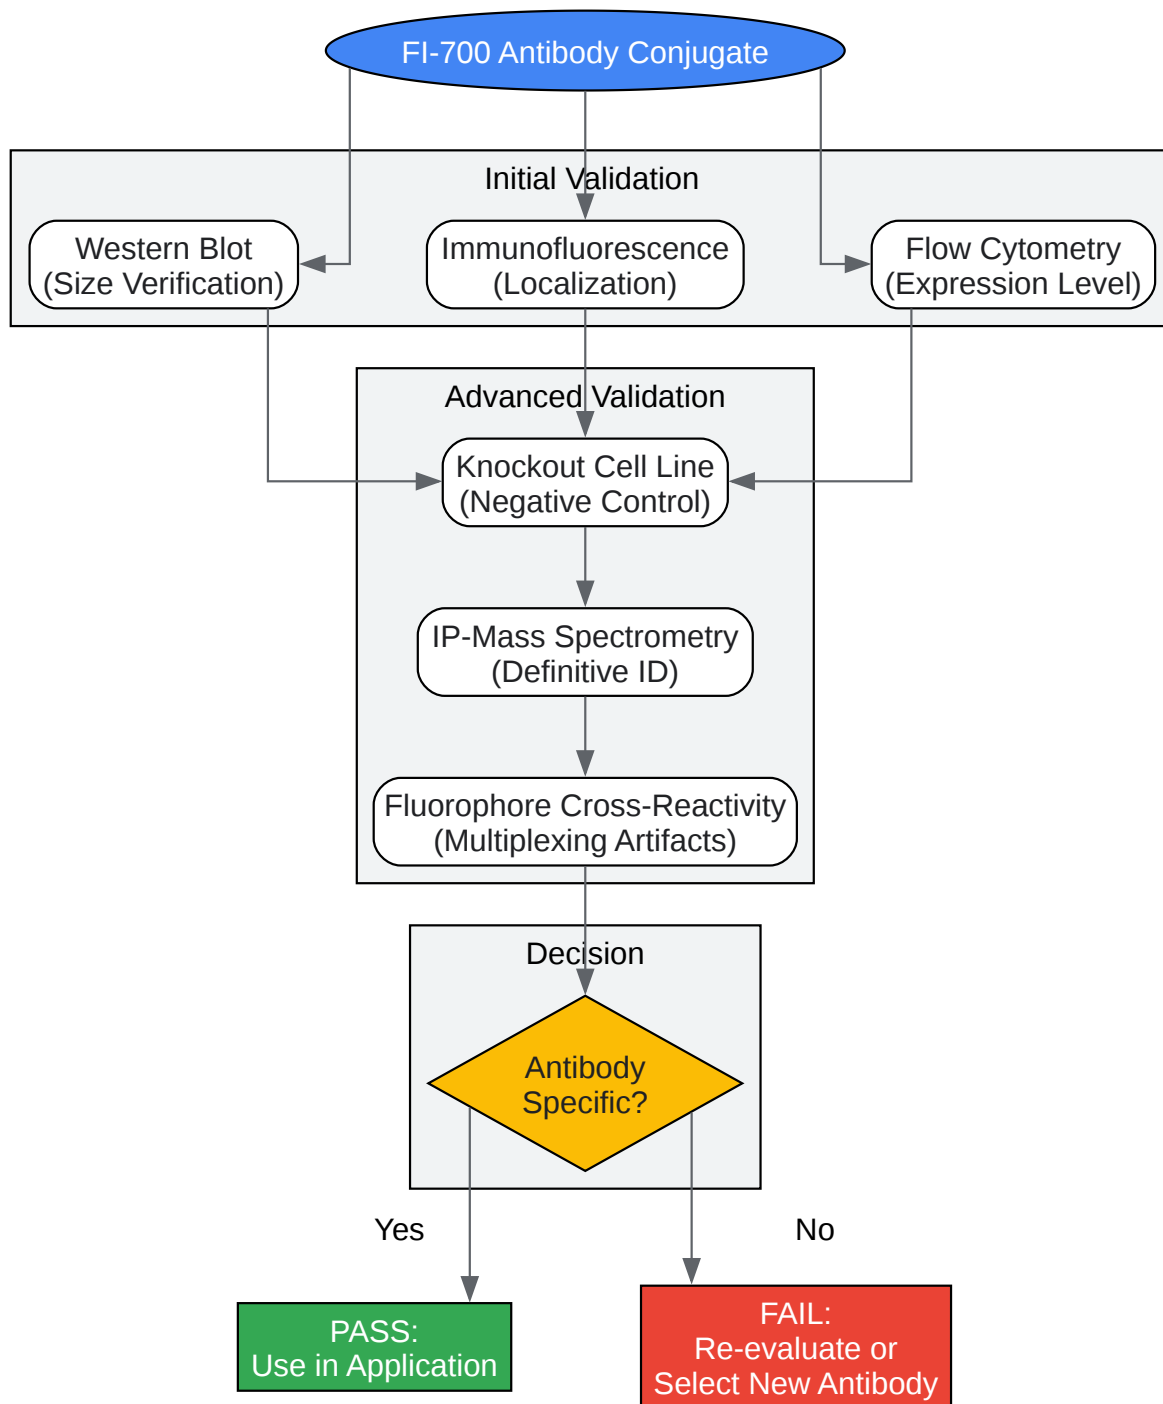 FI-700 Antibody Conjugate
Initial Validation
Western Blot
(Size Verification)
Immunofluorescence
(Localization)
Flow Cytometry
(Expression Level)
Advanced Validation
Knockout Cell Line
(Negative Control)
IP-Mass Spectrometry
(Definitive ID)
Fluorophore Cross-Reactivity
(Multiplexing Artifacts)
Decision
Antibody
Specific?
Yes
No
PASS:
Use in Application
FAIL:
Re-evaluate or
Select New Antibody